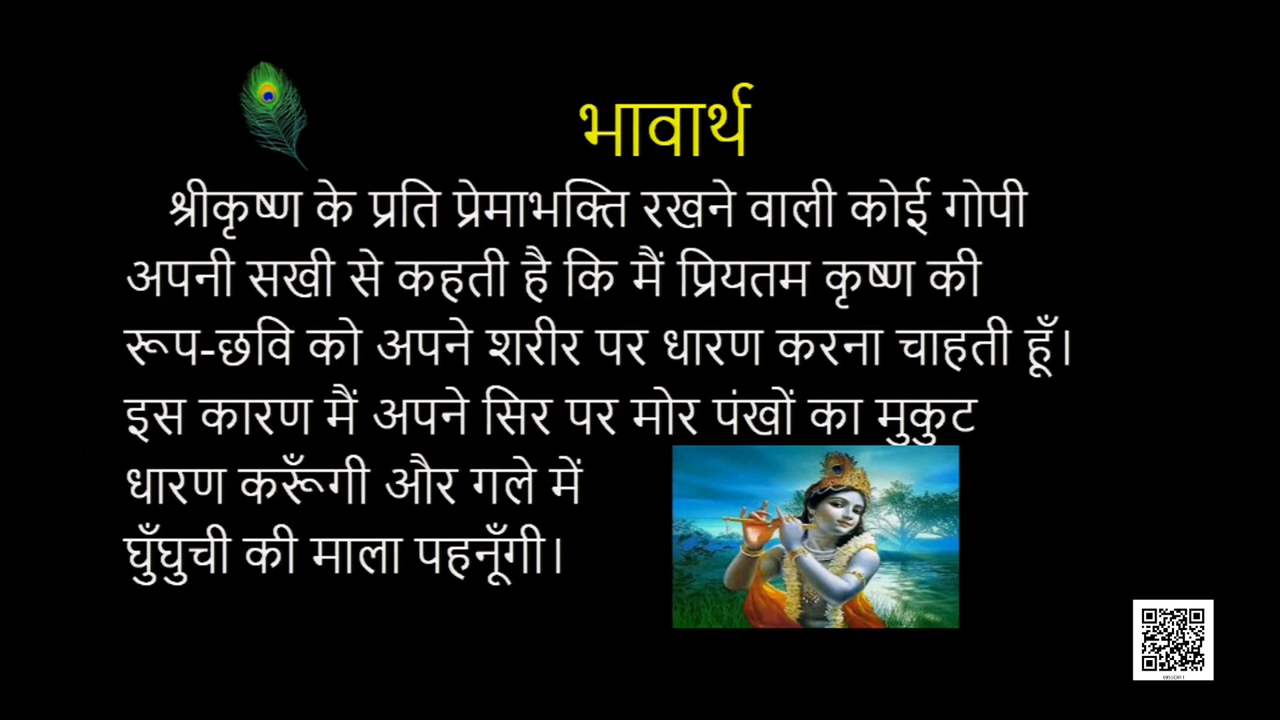 भावार्थ
श्रीकृष्ण के प्रति प्रेमाभक्ति रखने वाली कोई गोपी
अपनी सखी से कहती है कि मैं प्रियतम कृष्ण की
रूप-छवि को अपने शरीर पर धारण करना चाहती हूँ।
इस कारण मैं अपने सिर पर मोर पंखों का मुकुट
धारण करूँगी और गले में
घुँघुची की माला पहनूँगी।